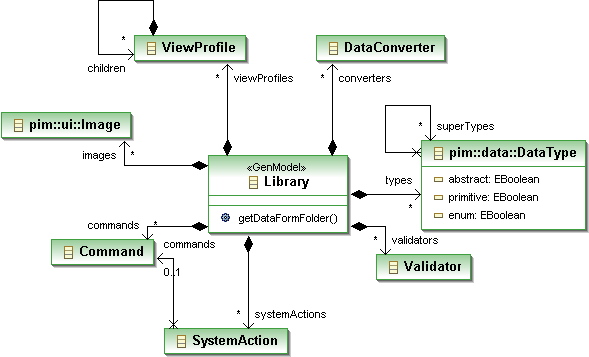 ViewProfile
DataConverter
*
children
*
viewProfiles
*
converters
pim::ui::Image
*
superTypes
images
*
«GenModel»
Library
getDataFormFolder()
pim::data::DataType
abstract: EBoolean
primitive: EBoolean
enum: EBoolean
types
*
commands
*
commands
*
validators
Command
Validator
0..1
*
systemActions
SystemAction